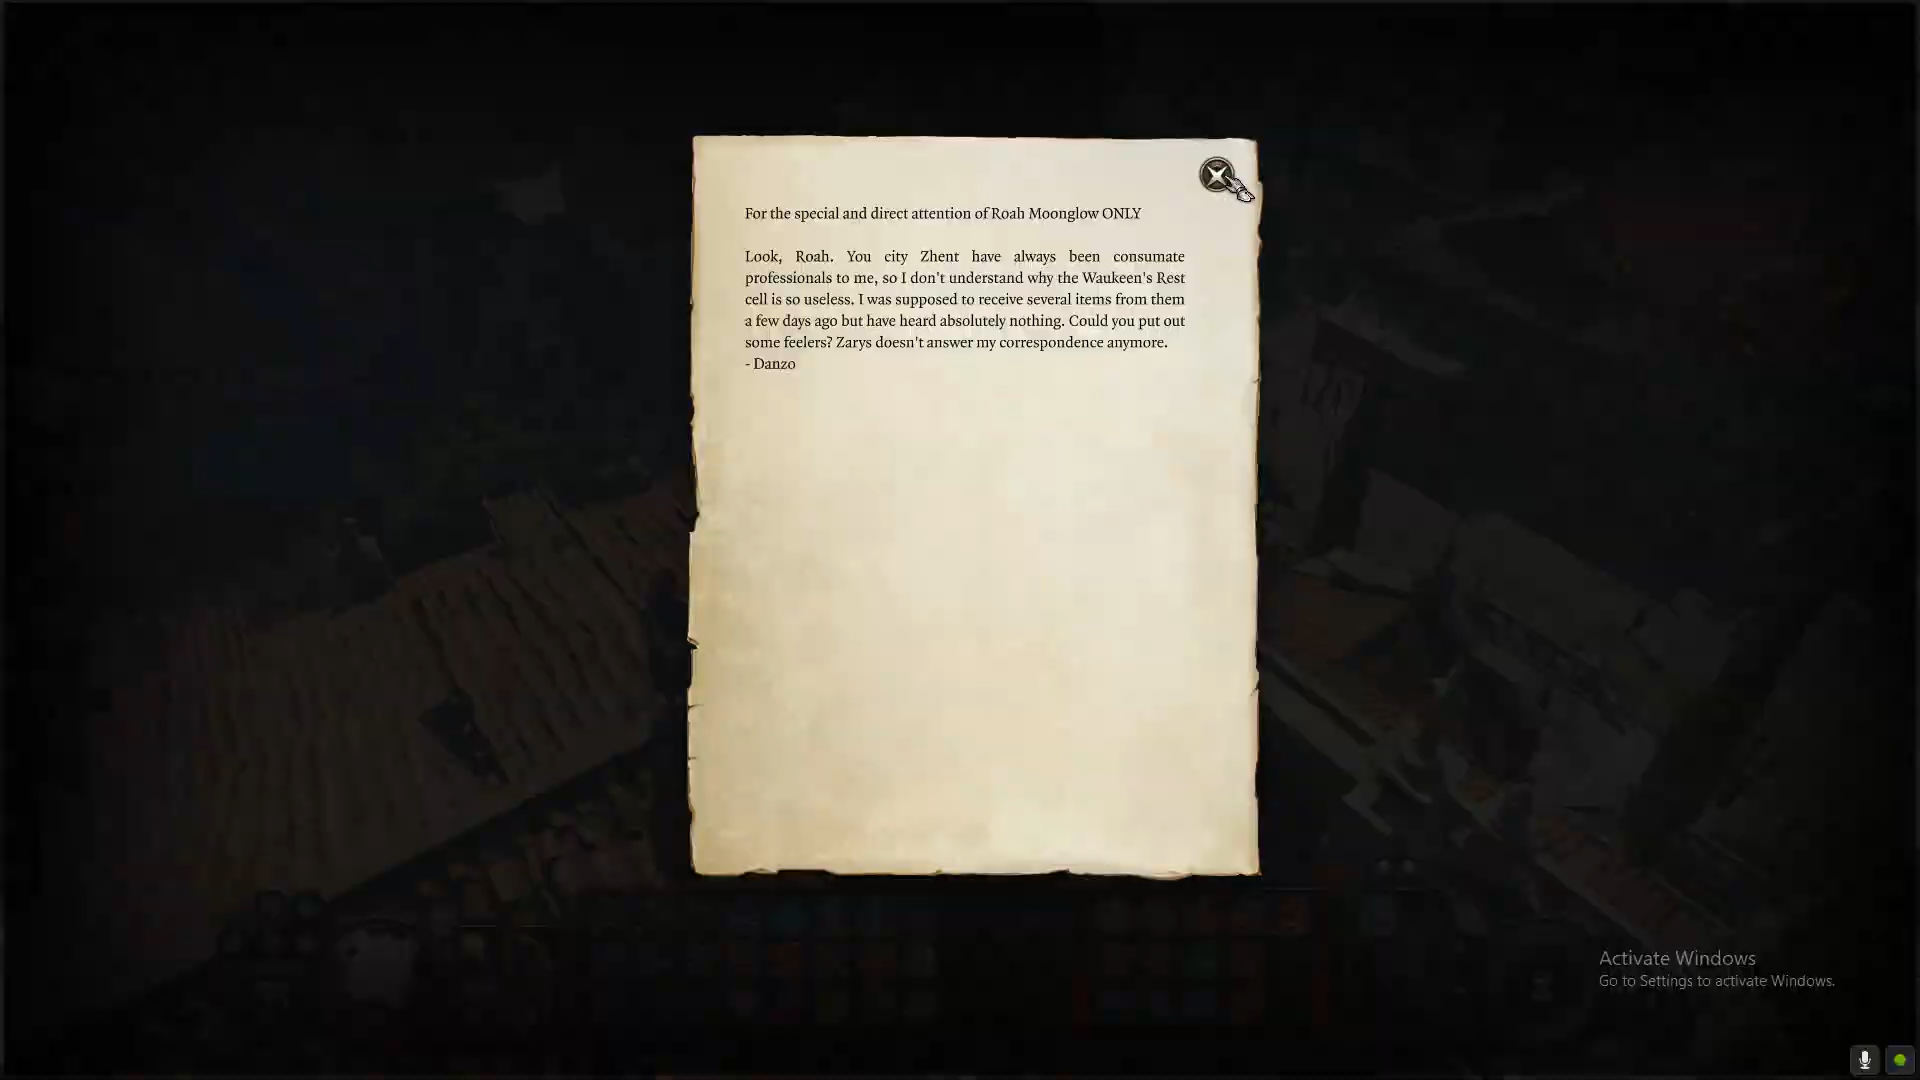 For the special and direct attention of Roah Moonglow ONLY
Look, Roah. You city Zhent have always been consumate
professionals to me, so I don't understand why the Waukeen's Rest
cell is so useless. I was supposed to receive several items from them
a few days ago but have heard absolutely nothing. Could you put out
some feelers? Zarys doesn't answer my correspondence anymore.
- Danzo
Activate Windows
Go to Settings to activate Windows.